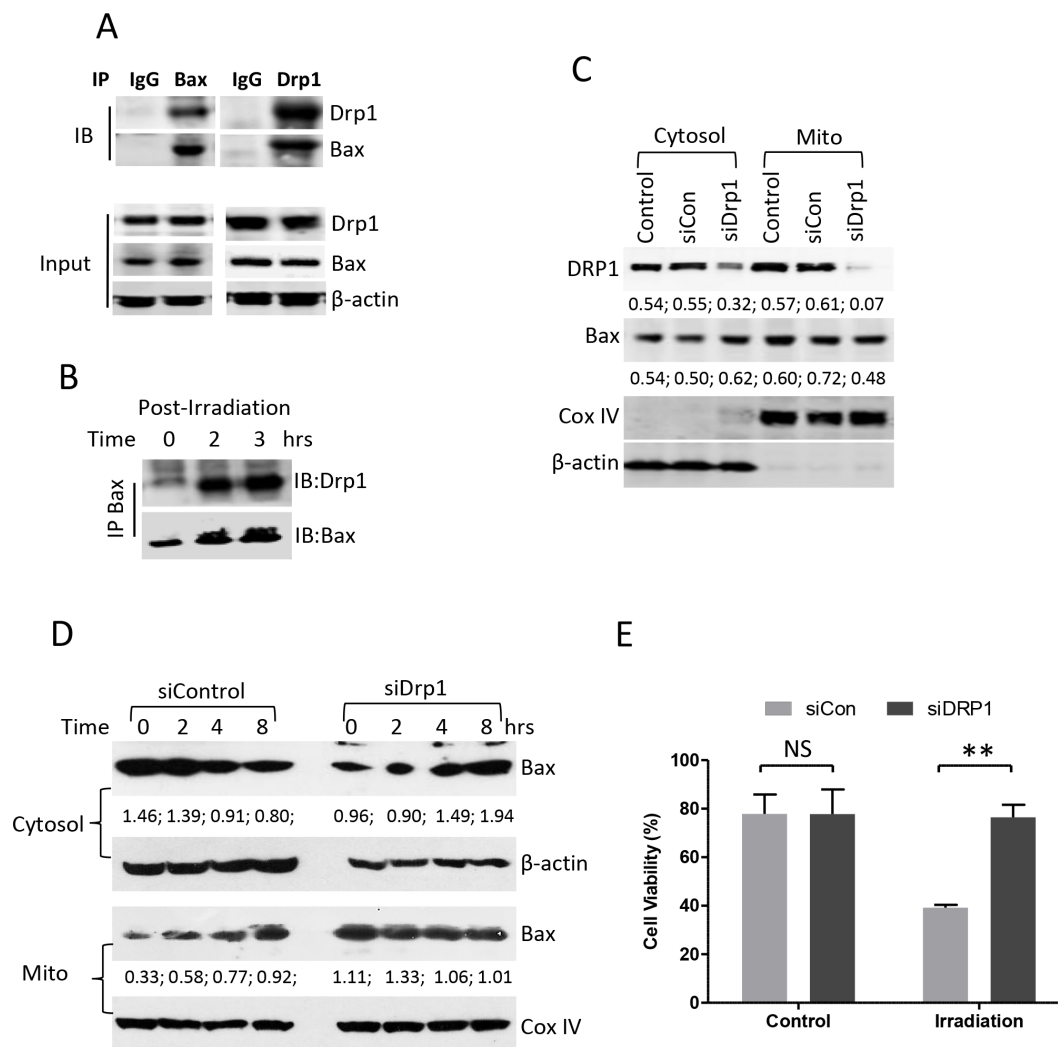 A
IP IgG Bax IgG Drp1
IB
Drp1
Bax
Input
Drp1
Bax
β-actin
B
Post-Irradiation
Time 0 2 3 hrs
IP Bax
IB:Drp1
IB:Bax
C
Cytosol Mito
Control siCon siDrp1 Control siCon siDrp1
DRP1
0.54; 0.55; 0.32; 0.57; 0.61; 0.07
Bax
0.54; 0.50; 0.62; 0.60; 0.72; 0.48
Cox IV
β-actin
D
siControl siDrp1
Time 0 2 4 8 0 2 4 8 hrs
Bax
Cytosol
1.46; 1.39; 0.91; 0.80; 0.96; 0.90; 1.49; 1.94
β-actin
Bax
Mito
0.33; 0.58; 0.77; 0.92; 1.11; 1.33; 1.06; 1.01
Cox IV
E
siCon siDRP1
NS **
Cell Viability (%)
100
80
60
40
20
0
Control Irradiation